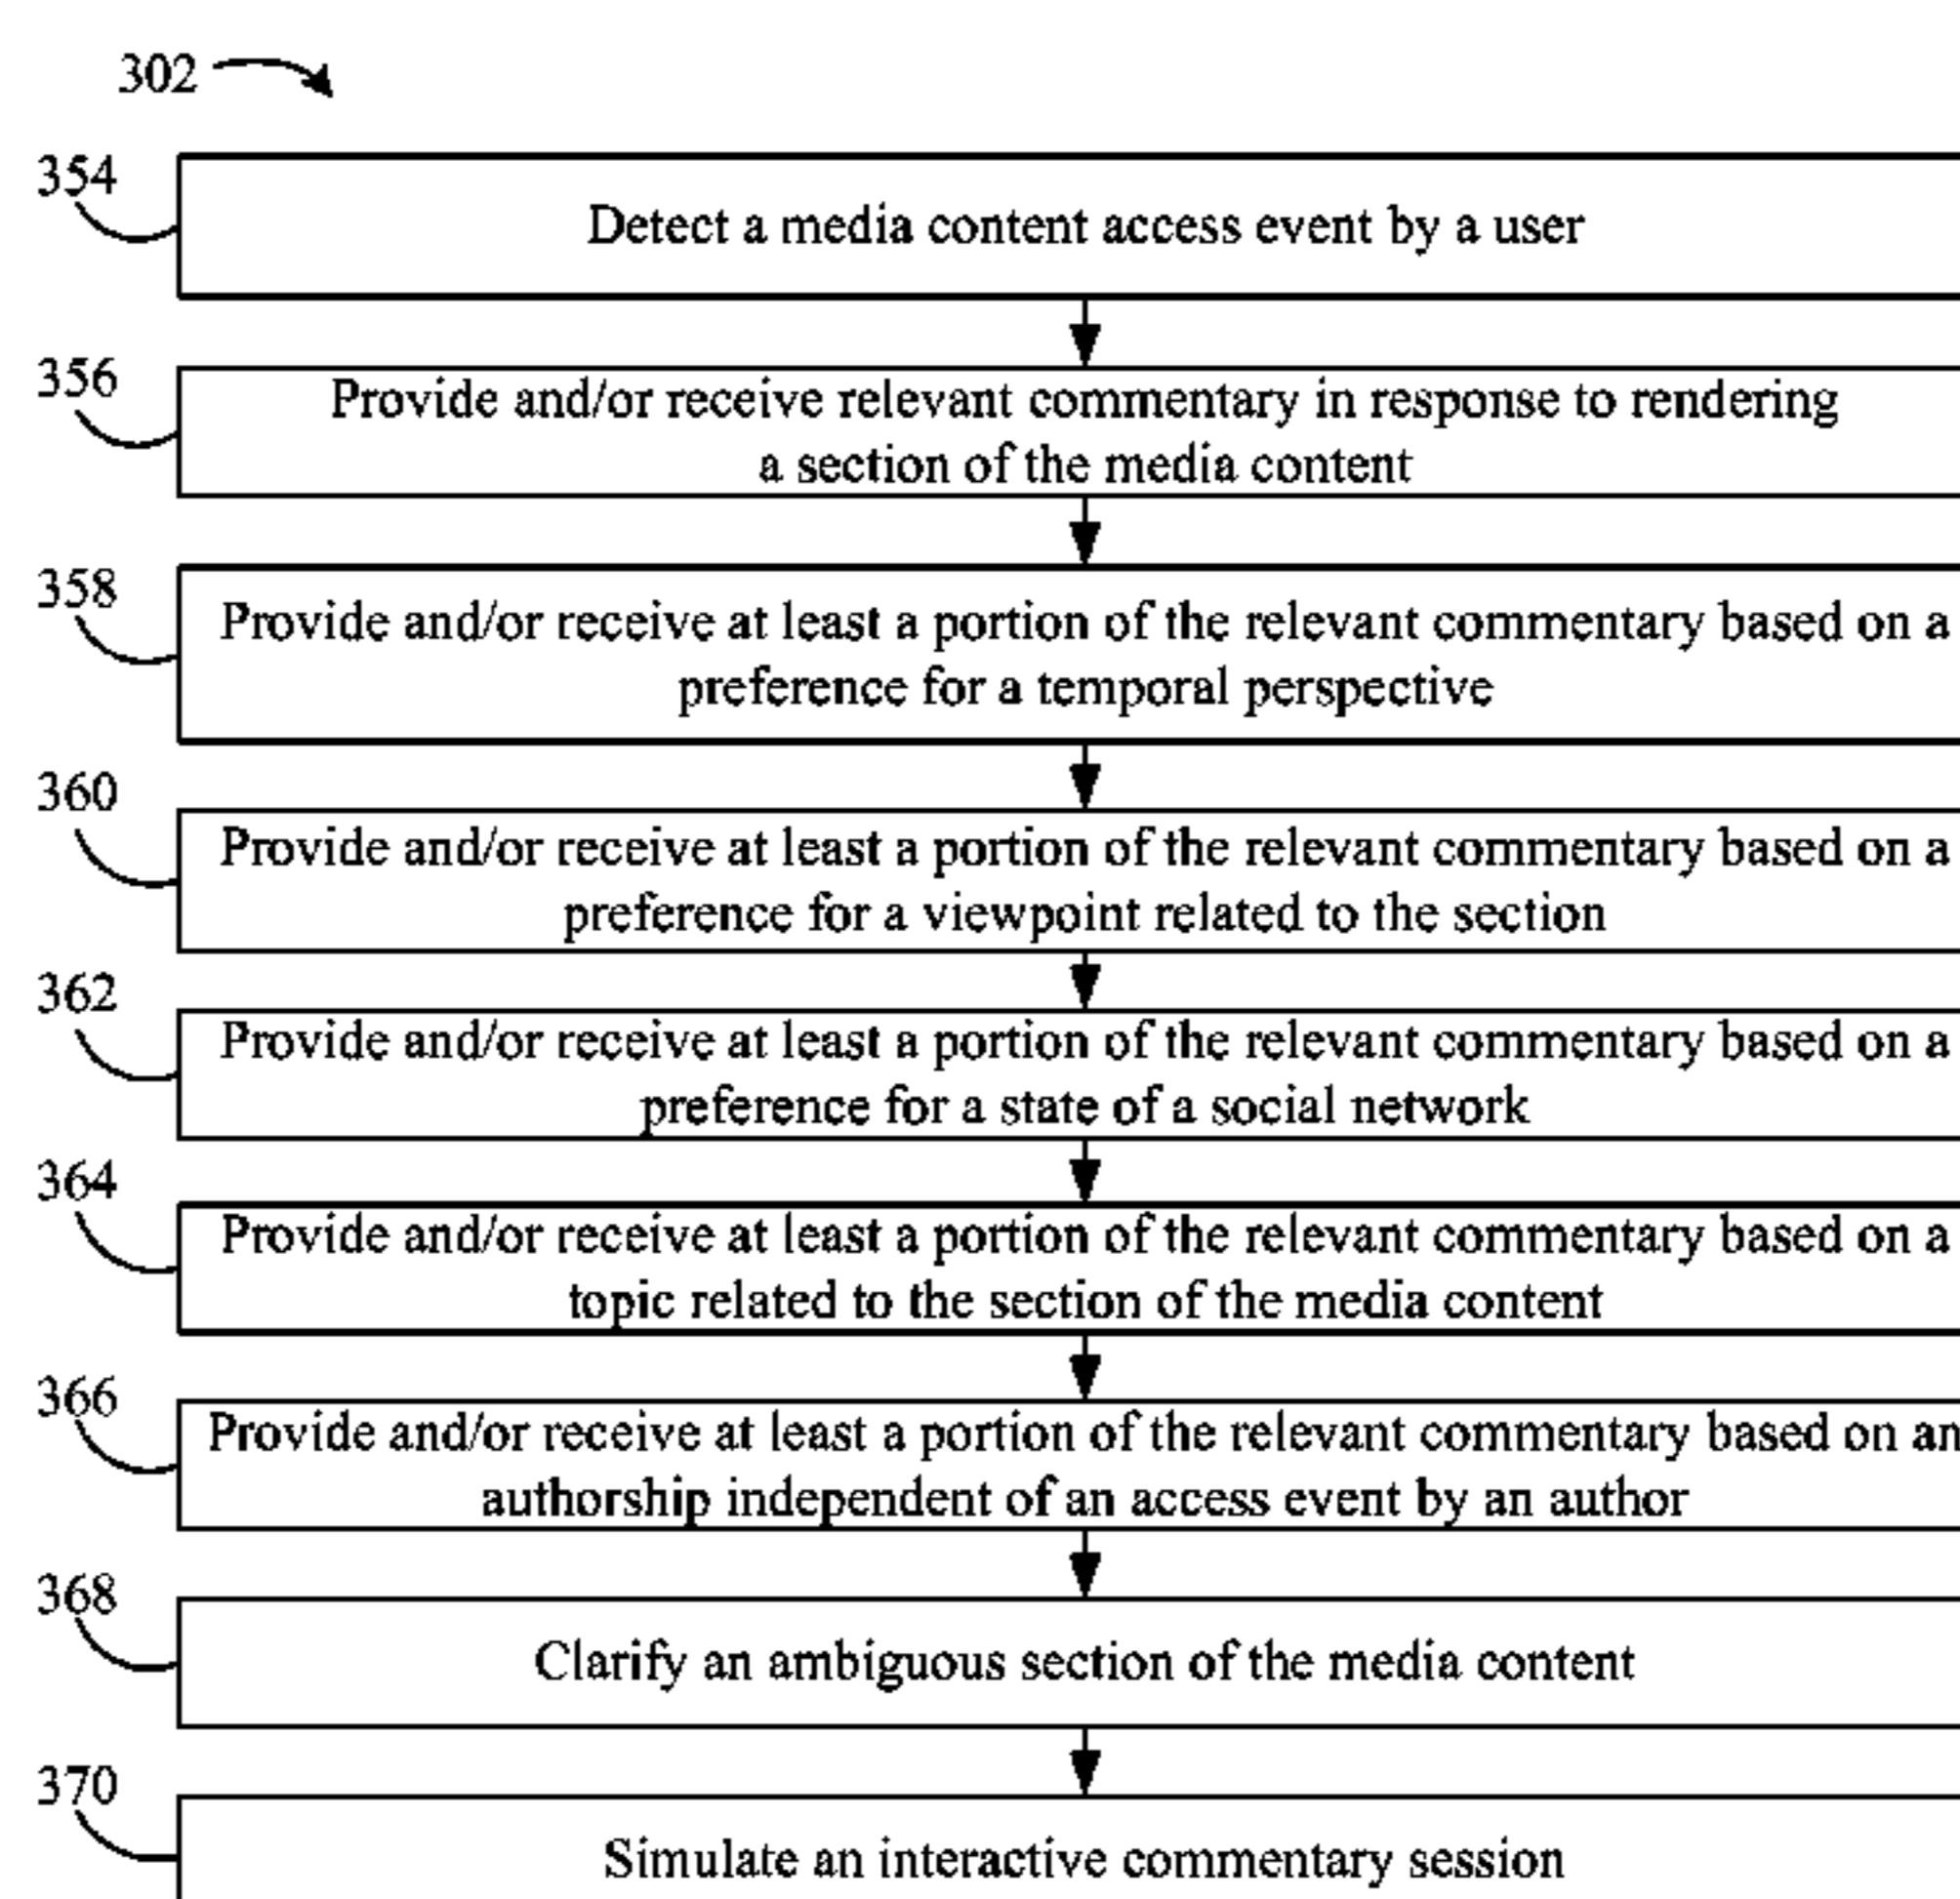 302
354
Detect a media content access event by a user
356
Provide and/or receive relevant commentary in response to rendering
a section of the media content
358
Provide and/or receive at least a portion of the relevant commentary based on a
preference for a temporal perspective
360
Provide and/or receive at least a portion of the relevant commentary based on a
preference for a viewpoint related to the section
362
Provide and/or receive at least a portion of the relevant commentary based on a
preference for a state of a social network
364
Provide and/or receive at least a portion of the relevant commentary based on a
topic related to the section of the media content
366
Provide and/or receive at least a portion of the relevant commentary based on an
authorship independent of an access event by an author
368
Clarify an ambiguous section of the media content
370
Simulate an interactive commentary session